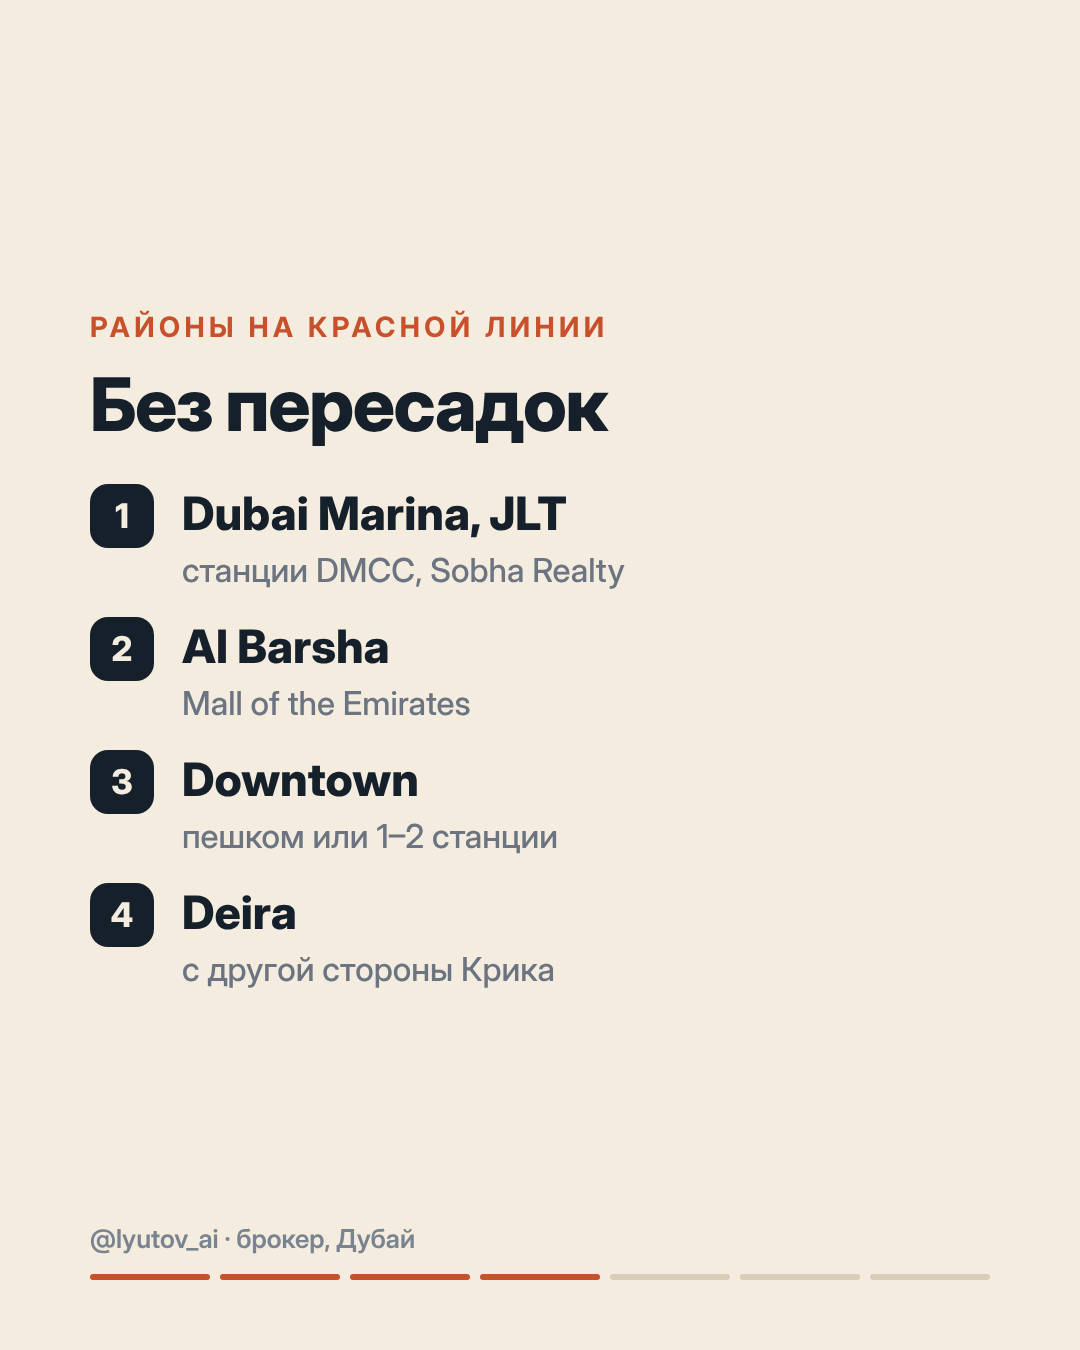 РАЙОНЫ НА КРАСНОЙ ЛИНИИ
Без пересадок
1 Dubai Marina, JLT
станции DMCC, Sobha Realty
2 Al Barsha
Mall of the Emirates
3 Downtown
пешком или 1–2 станции
4 Deira
с другой стороны Крика
@lyutov_ai · брокер, Дубай